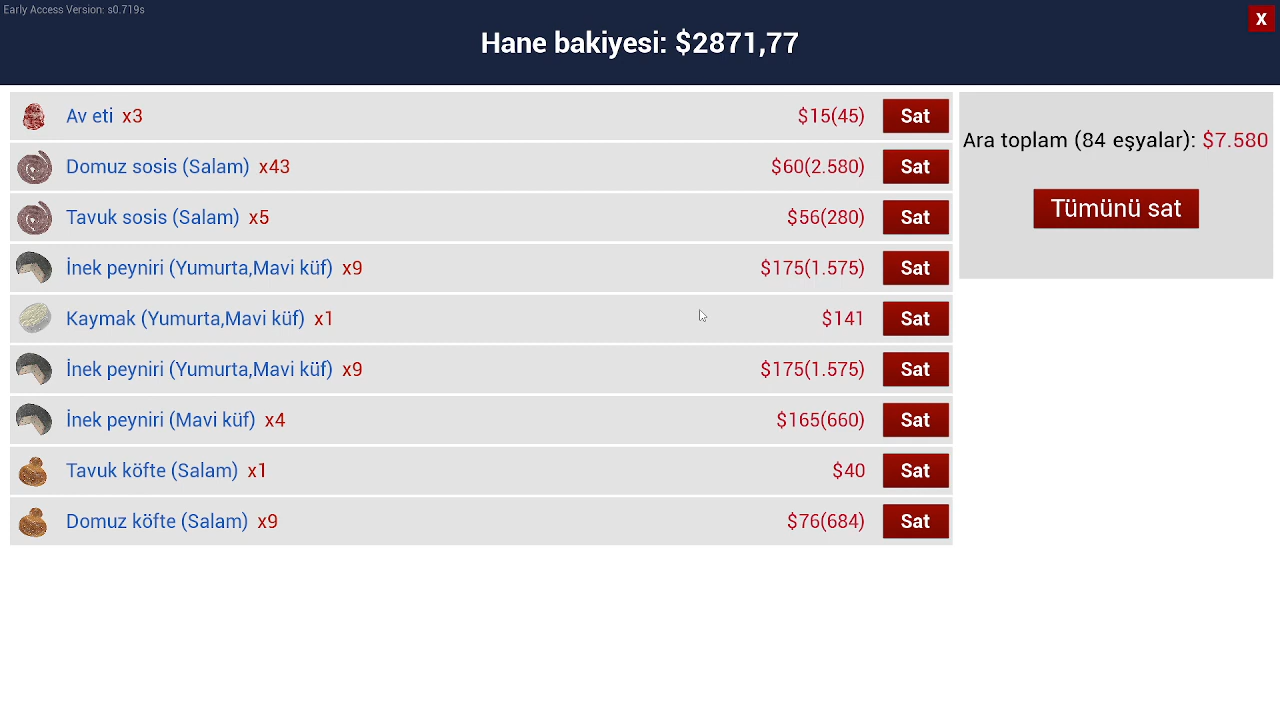 Early Access Version: s0.719s
X
Hane bakiyesi: $2871,77
Av eti x3 $15(45) Sat
Domuz sosis (Salam) x43 $60(2.580) Sat
Tavuk sosis (Salam) x5 $56(280) Sat
İnek peyniri (Yumurta,Mavi küf) x9 $175(1.575) Sat
Kaymak (Yumurta,Mavi küf) x1 $141 Sat
İnek peyniri (Yumurta,Mavi küf) x9 $175(1.575) Sat
İnek peyniri (Mavi küf) x4 $165(660) Sat
Tavuk köfte (Salam) x1 $40 Sat
Domuz köfte (Salam) x9 $76(684) Sat
Ara toplam (84 eşyalar): $7.580
Tümünü sat